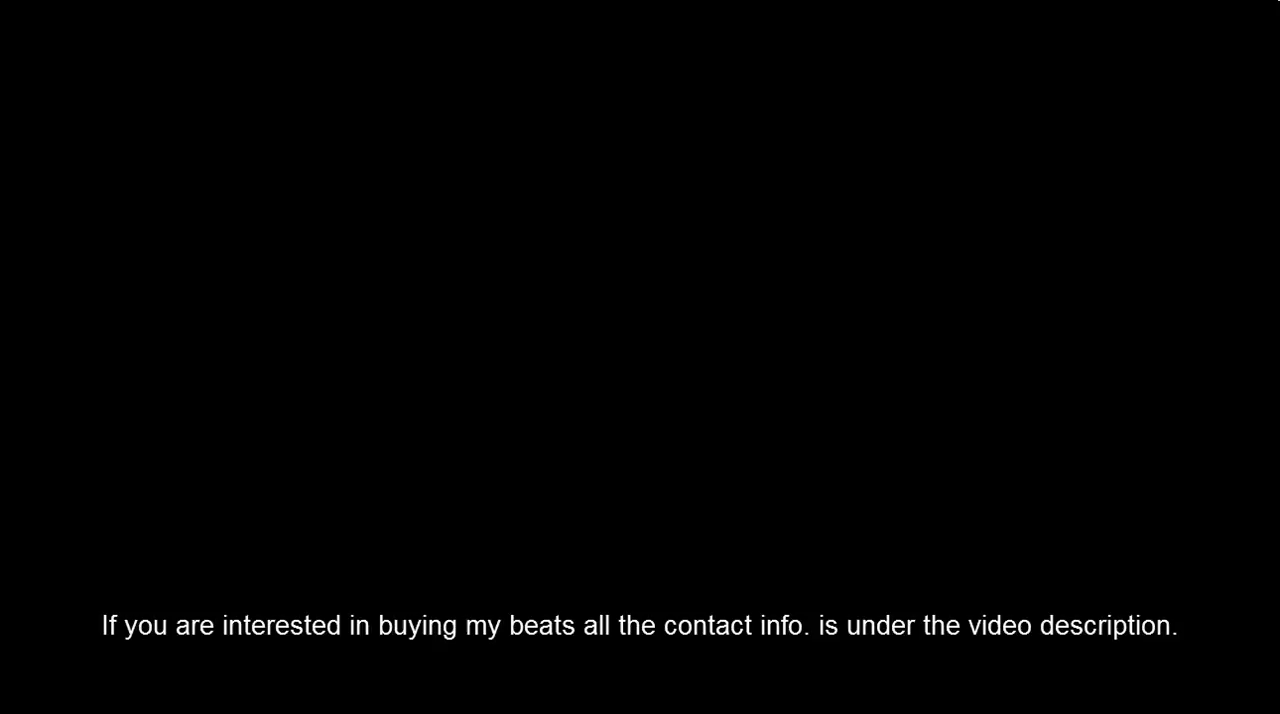 If you are interested in buying my beats all the contact info. is under the video description.